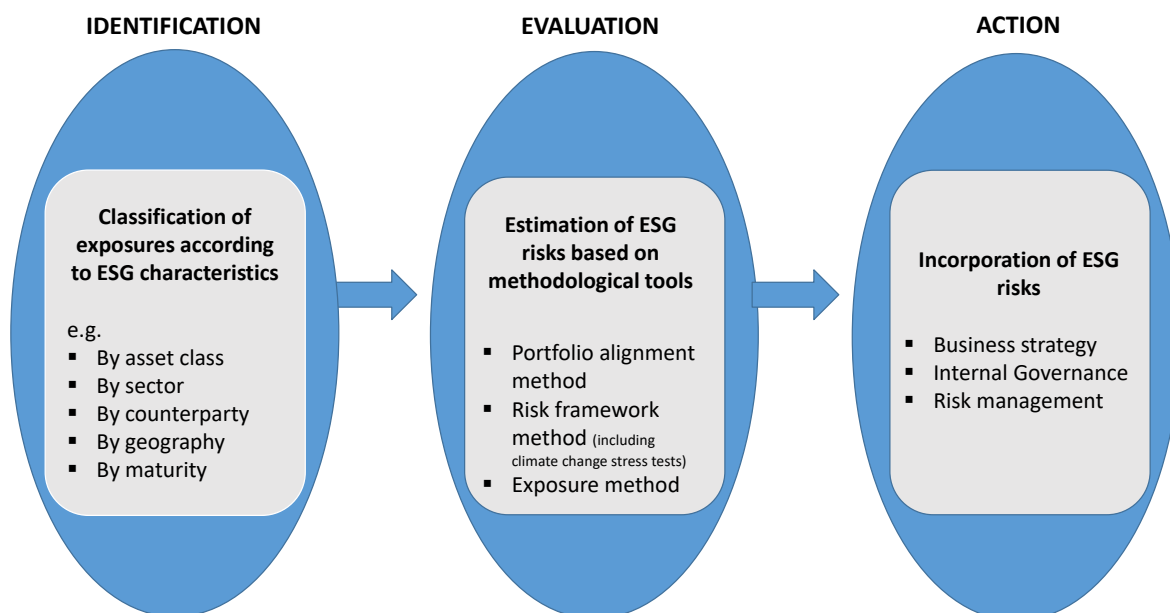 IDENTIFICATION
Classification of
exposures according
to ESG characteristics
e.g.
▪ By asset class
▪ By sector
▪ By counterparty
▪ By geography
▪ By maturity
EVALUATION
Estimation of ESG
risks based on
methodological tools
▪ Portfolio alignment
method
▪ Risk framework
method (including
climate change stress tests)
▪ Exposure method
ACTION
Incorporation of ESG
risks
▪ Business strategy
▪ Internal Governance
▪ Risk management